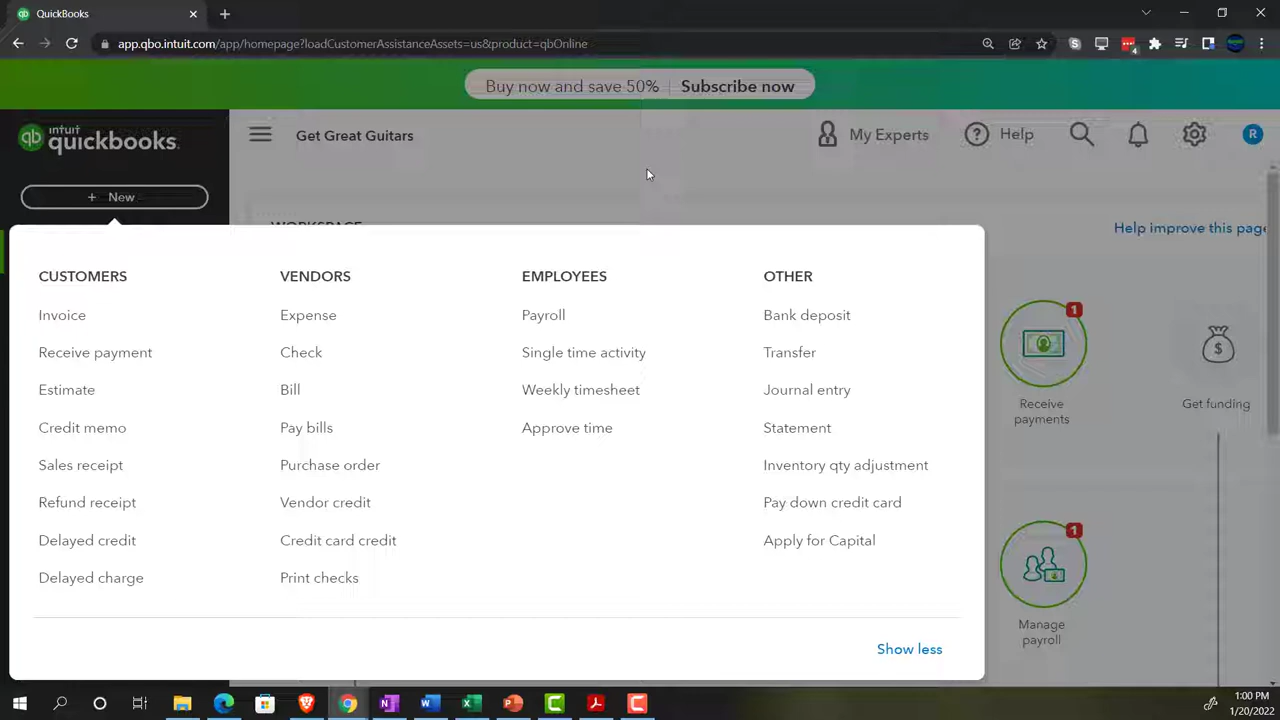 QuickBooks
app.qbo.intuit.com/app/homepage?loadCustomerAssistanceAssets=us&product=qbOnline
4
Buy now and save 50% Subscribe now
intuit
quickbooks.
Get Great Guitars
My Experts
Help
R
+ New
WORKSPACE
Help improve this page
CUSTOMERS
Invoice
Receive payment
Estimate
Credit memo
Sales receipt
Refund receipt
Delayed credit
Delayed charge
VENDORS
Expense
Check
Bill
Pay bills
Purchase order
Vendor credit
Credit card credit
Print checks
EMPLOYEES
Payroll
Single time activity
Weekly timesheet
Approve time
OTHER
Bank deposit
Transfer
Journal entry
Statement
Inventory qty adjustment
Pay down credit card
Apply for Capital
Show less
1
Receive
payments
Get funding
1
Manage
payroll
1:00 PM
1/20/2022